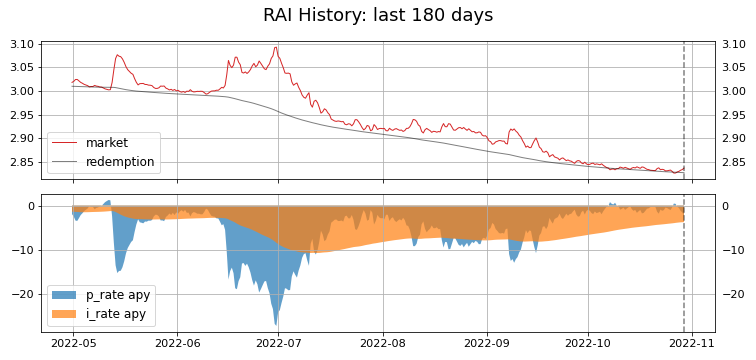 RAI History: last 180 days
3.10 3.10
3.05 3.05
3.00 3.00
2.95 2.95
2.90 2.90
2.85 2.85
market
redemption
0 0
−10 −10
−20 −20
p_rate apy
i_rate apy
2022-05 2022-06 2022-07 2022-08 2022-09 2022-10 2022-11